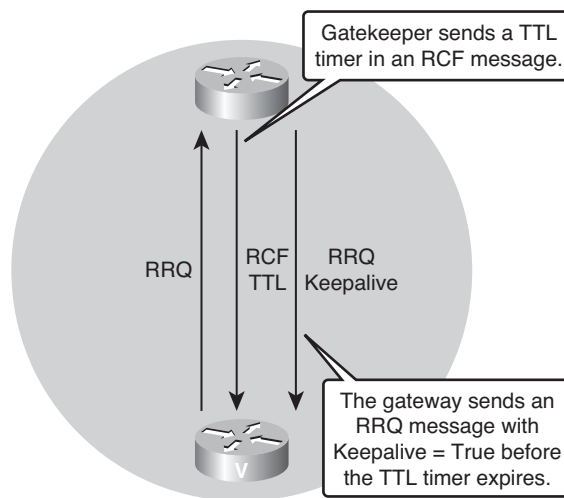 Gatekeeper sends a TTL
timer in an RCF message.
RRQ
RCF
TTL
RRQ
Keepalive
The gateway sends an
RRQ message with
Keepalive = True before
the TTL timer expires.
V